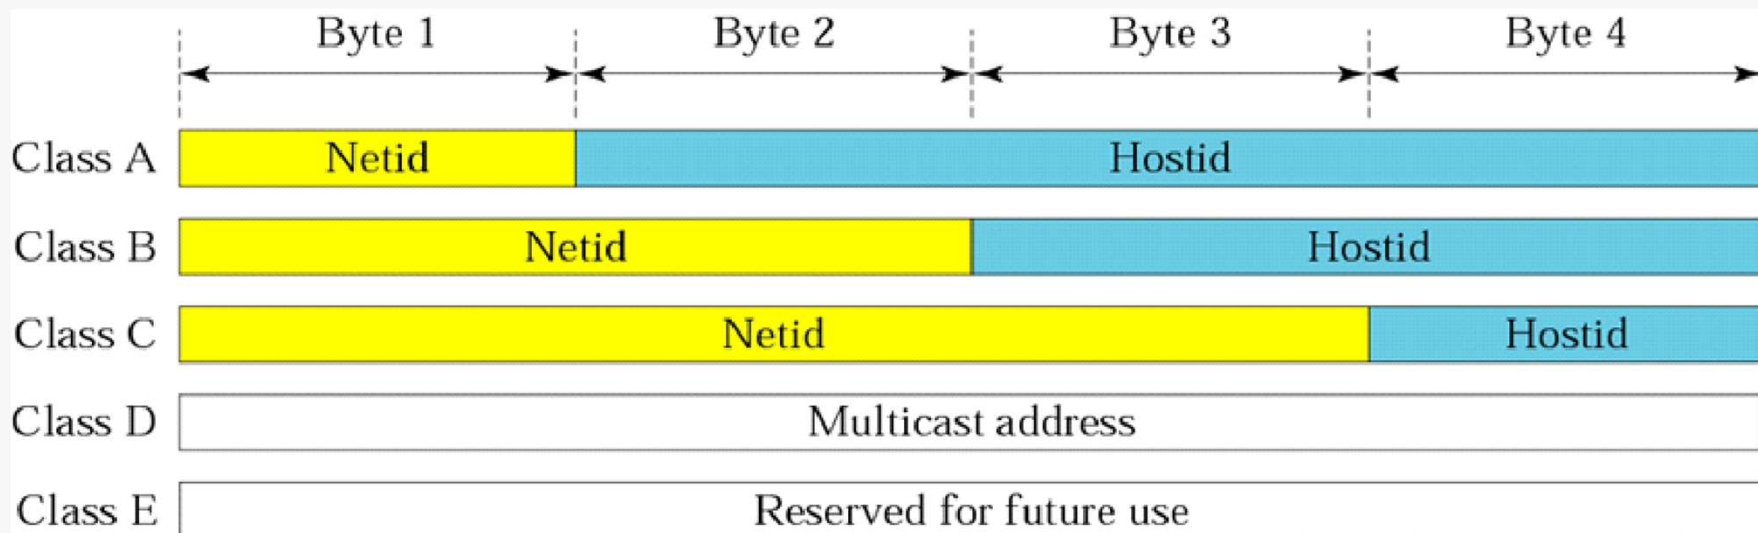 Byte 1 Byte 2 Byte 3 Byte 4
Class A Netid Hostid
Class B Netid Hostid
Class C Netid Hostid
Class D Multicast address
Class E Reserved for future use